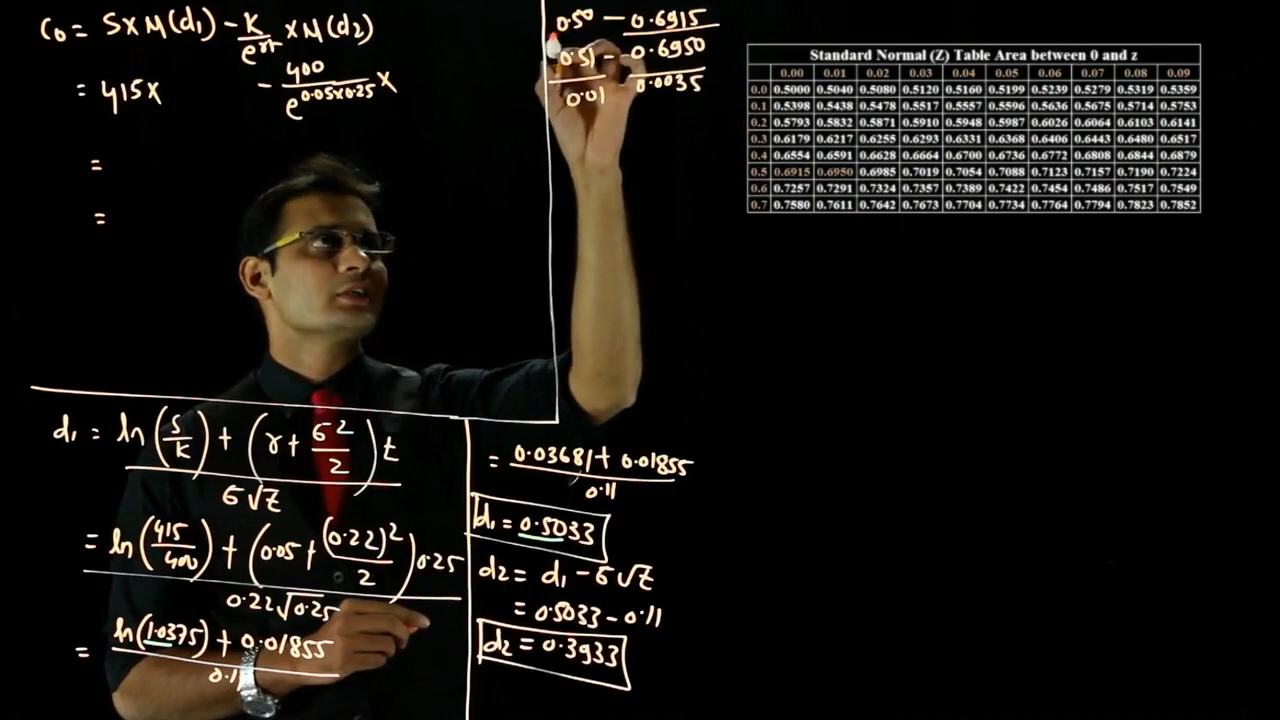 C0 = S×N(d1) - K/e^rt × N(d2)
= 415× - 400/e^0.05×0.25 ×
=
=
0.50 - 0.6915
0.51 - 0.6950
0.01 0.0035
Standard Normal (Z) Table Area between 0 and z
0.00 0.01 0.02 0.03 0.04 0.05 0.06 0.07 0.08 0.09
0.0 0.5000 0.5040 0.5080 0.5120 0.5160 0.5199 0.5239 0.5279 0.5319 0.5359
0.1 0.5398 0.5438 0.5478 0.5517 0.5557 0.5596 0.5636 0.5675 0.5714 0.5753
0.2 0.5793 0.5832 0.5871 0.5910 0.5948 0.5987 0.6026 0.6064 0.6103 0.6141
0.3 0.6179 0.6217 0.6255 0.6293 0.6331 0.6368 0.6406 0.6443 0.6480 0.6517
0.4 0.6554 0.6591 0.6628 0.6664 0.6700 0.6736 0.6772 0.6808 0.6844 0.6879
0.5 0.6915 0.6950 0.6985 0.7019 0.7054 0.7088 0.7123 0.7157 0.7190 0.7224
0.6 0.7257 0.7291 0.7324 0.7357 0.7389 0.7422 0.7454 0.7486 0.7517 0.7549
0.7 0.7580 0.7611 0.7642 0.7673 0.7704 0.7734 0.7764 0.7794 0.7823 0.7852
d1 = ln(S/K) + (r + σ²/2)t
σ√t
= ln(415/400) + (0.05 + (0.22)²/2)0.25
0.22√0.25
= ln(1.0375) + 0.01855
= 0.03681 + 0.01855
0.11
d1 = 0.5033
d2 = d1 - σ√t
= 0.5033 - 0.11
d2 = 0.3933